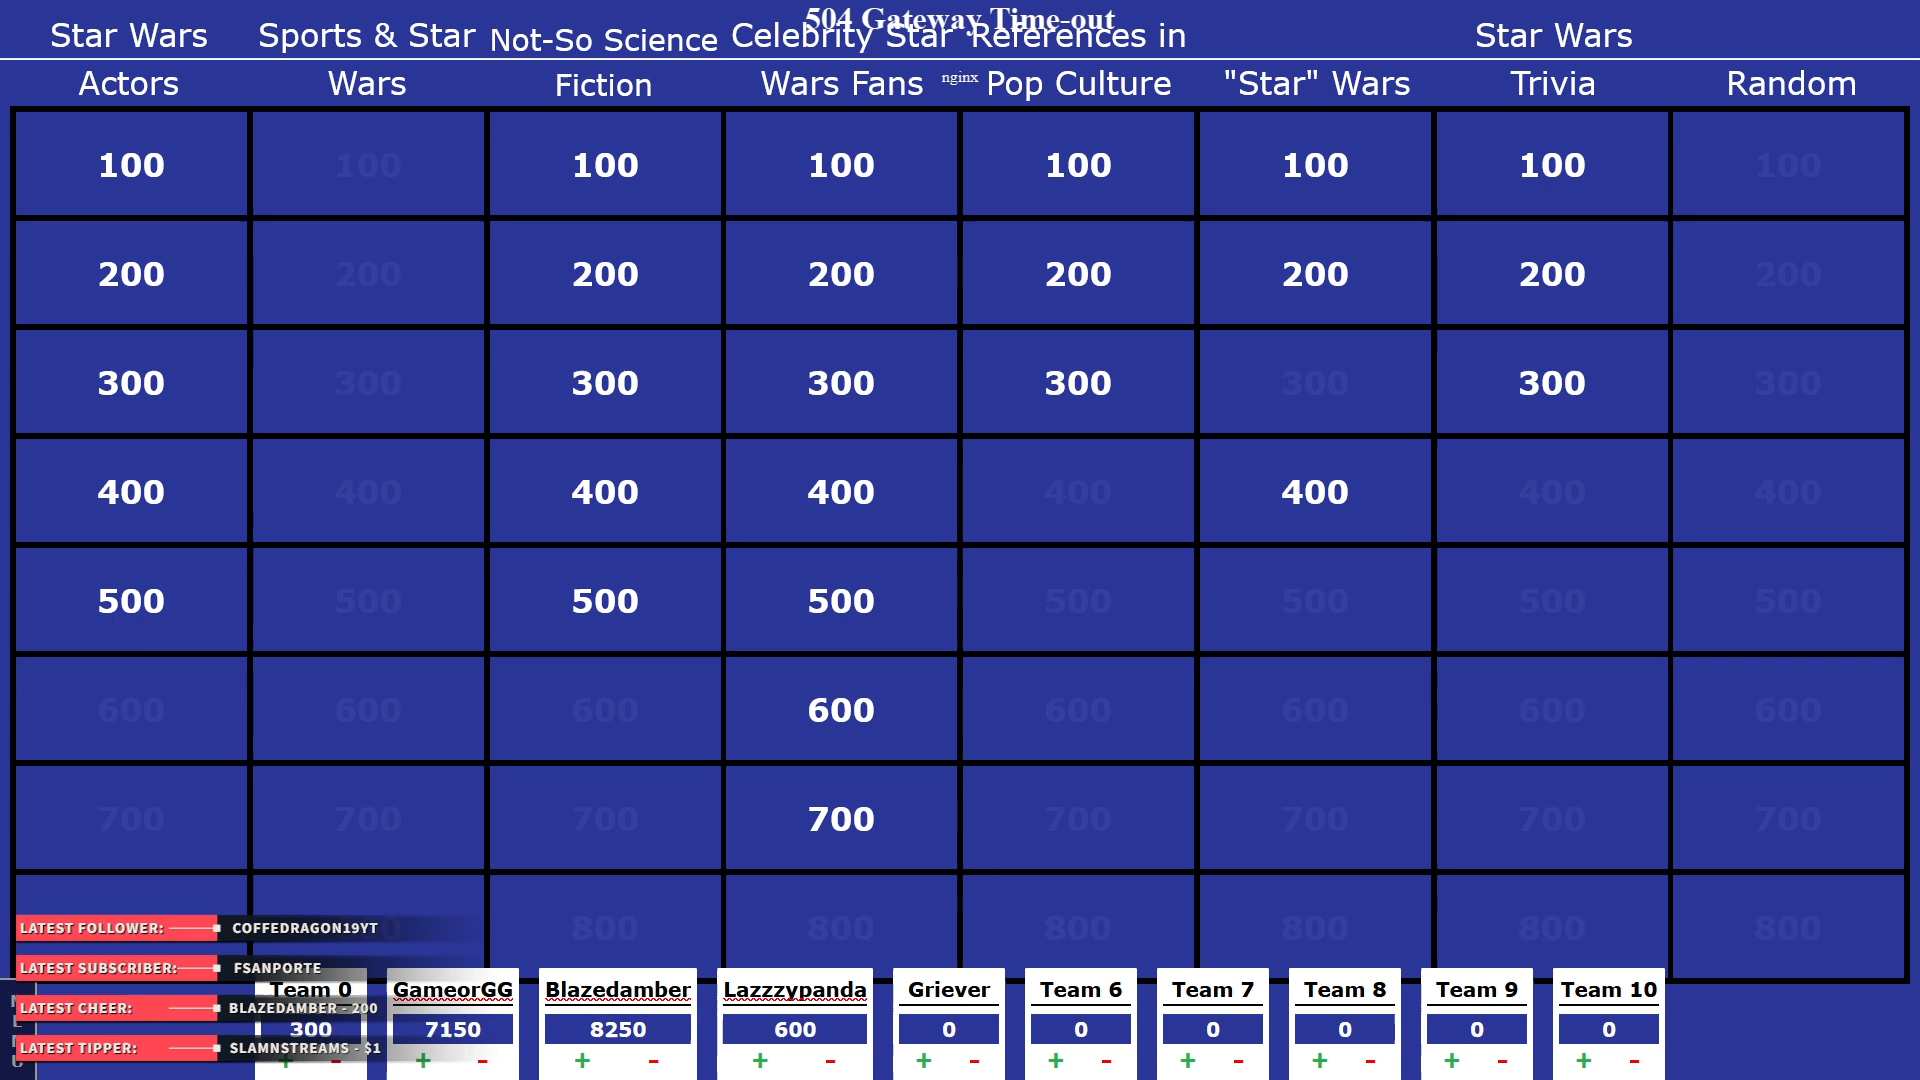 504 Gateway Time-out
Star Wars Sports & Star Not-So Science Celebrity Star References in Star Wars
Actors Wars Fiction Wars Fans nginx Pop Culture "Star" Wars Trivia Random
100 100 100 100 100 100 100 100
200 200 200 200 200 200 200 200
300 300 300 300 300 300 300 300
400 400 400 400 400 400 400 400
500 500 500 500 500 500 500 500
600 600 600 600 600 600 600 600
700 700 700 700 700 700 700 700
800 800 800 800 800 800
LATEST FOLLOWER: COFFEDRAGON19YT
LATEST SUBSCRIBER: FSANPORTE
Team 0 GameorGG Blazedamber Lazzzypanda Griever Team 6 Team 7 Team 8 Team 9 Team 10
LATEST CHEER: BLAZEDAMBER - 200
300 7150 8250 600 0 0 0 0 0 0
LATEST TIPPER: SLAMNSTREAMS - $1
+ - + - + - + - + - + - + - + - + - + -